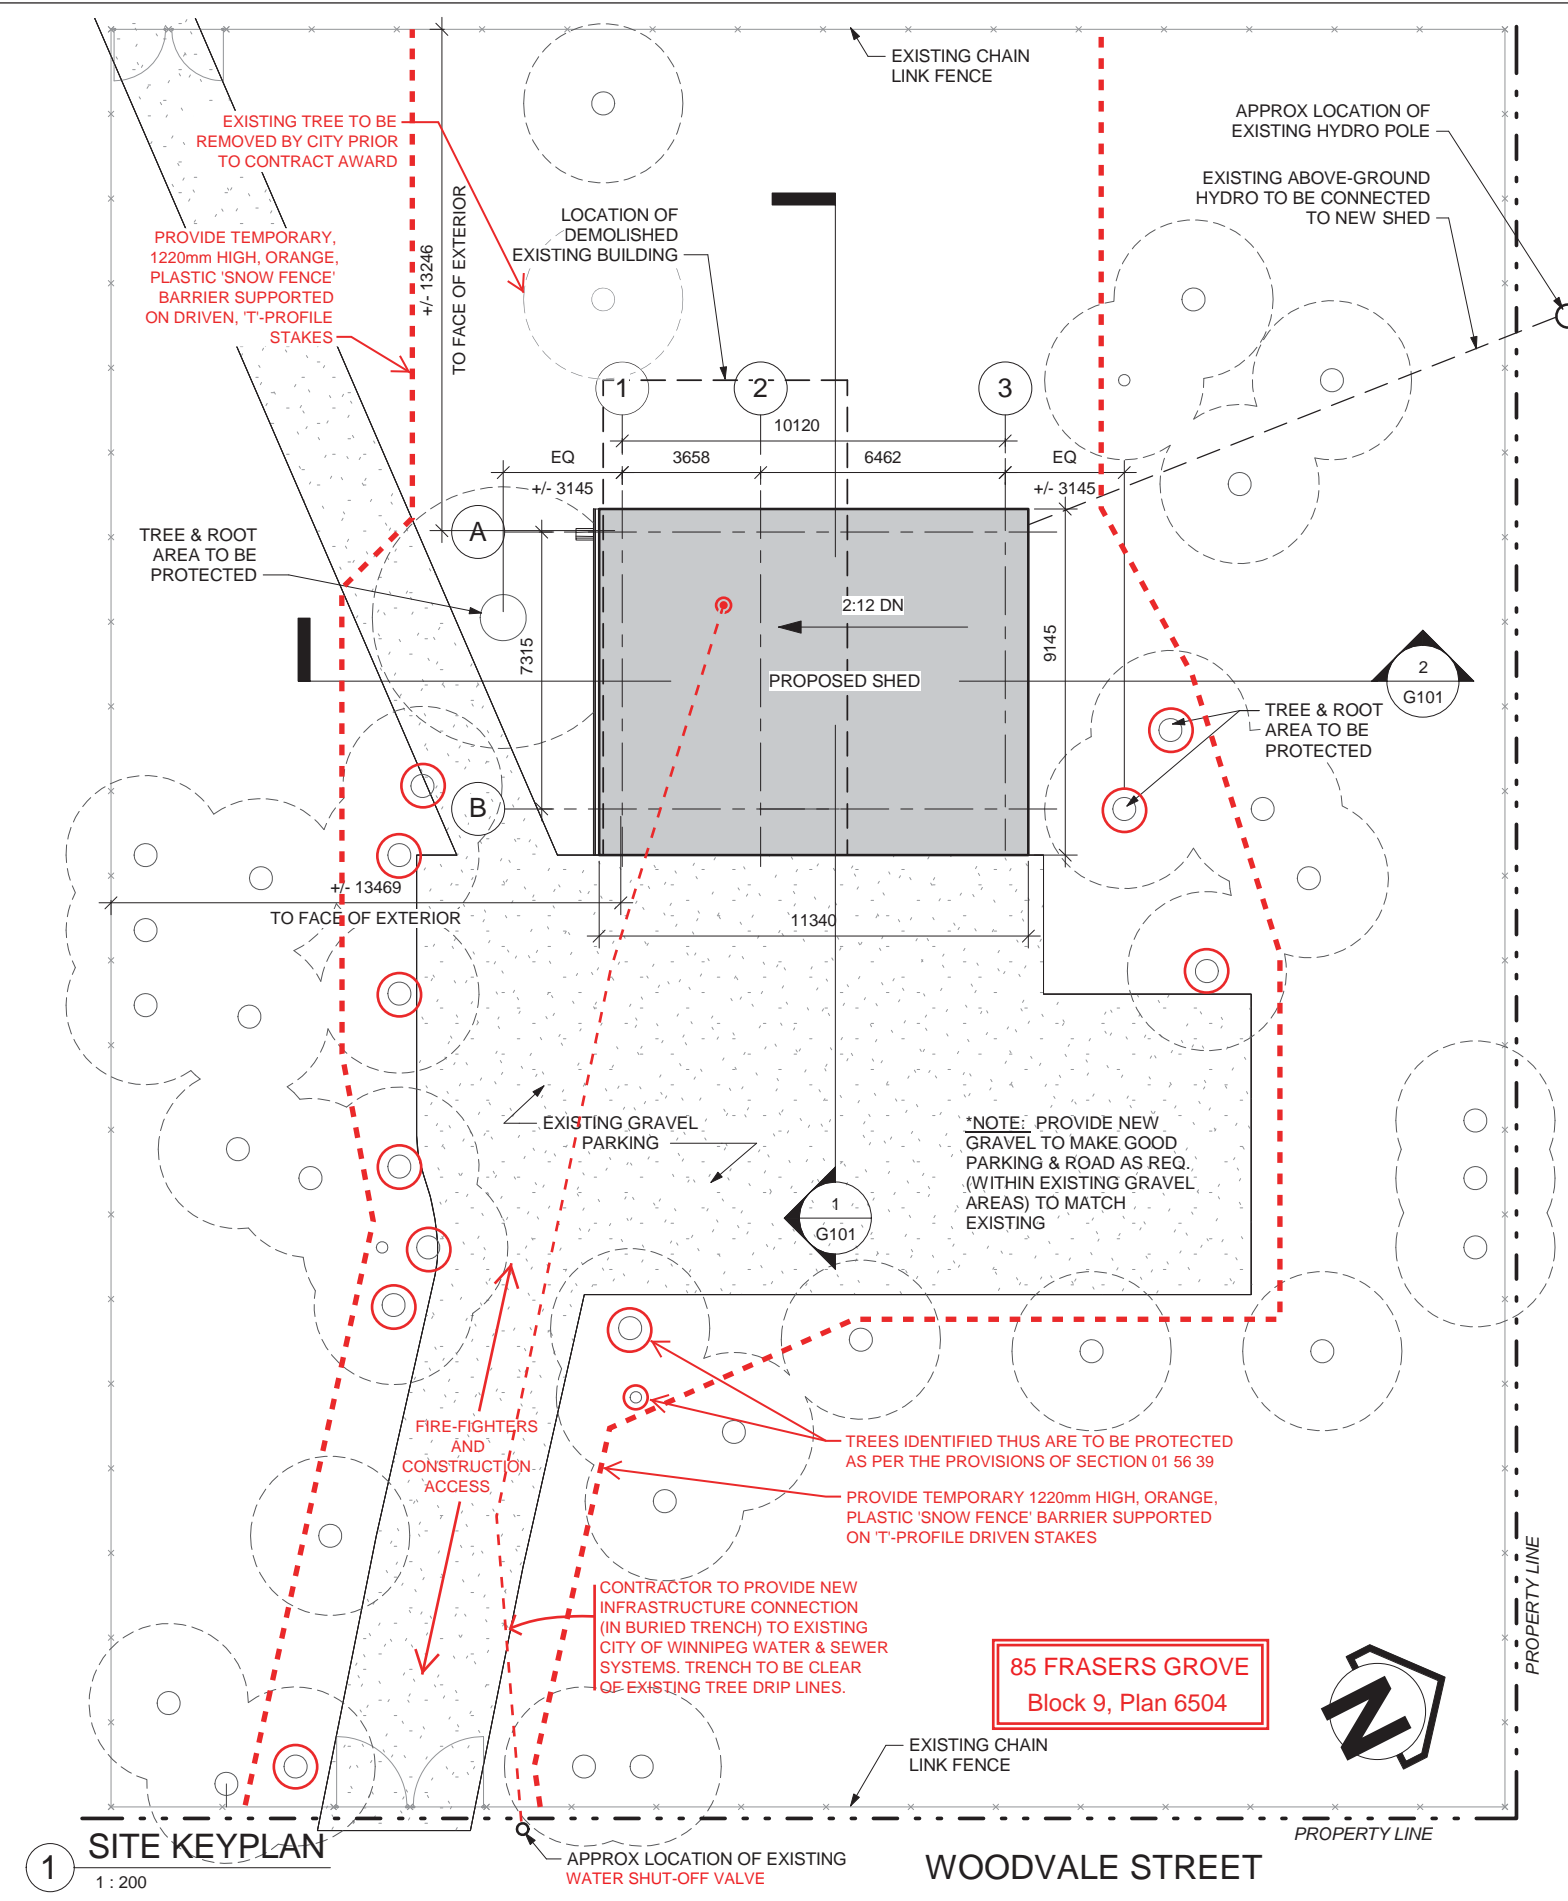 EXISTING CHAIN
LINK FENCE
APPROX LOCATION OF
EXISTING HYDRO POLE
EXISTING TREE TO BE
REMOVED BY CITY PRIOR
TO CONTRACT AWARD
EXISTING ABOVE-GROUND
HYDRO TO BE CONNECTED
TO NEW SHED
LOCATION OF
DEMOLISHED
EXISTING BUILDING
+/- 13246
TO FACE OF EXTERIOR
PROVIDE TEMPORARY,
1220mm HIGH, ORANGE,
PLASTIC 'SNOW FENCE'
BARRIER SUPPORTED
ON DRIVEN, 'T'-PROFILE
STAKES
1
2
3
10120
EQ
3658
6462
EQ
+/- 3145
+/- 3145
A
TREE & ROOT
AREA TO BE
PROTECTED
2:12 DN
7315
9145
PROPOSED SHED
2
G101
TREE & ROOT
AREA TO BE
PROTECTED
B
+/- 13469
TO FACE OF EXTERIOR
11340
EXISTING GRAVEL
PARKING
*NOTE: PROVIDE NEW
GRAVEL TO MAKE GOOD
PARKING & ROAD AS REQ.
(WITHIN EXISTING GRAVEL
AREAS) TO MATCH
EXISTING
1
G101
FIRE-FIGHTERS
AND
CONSTRUCTION
ACCESS
TREES IDENTIFIED THUS ARE TO BE PROTECTED
AS PER THE PROVISIONS OF SECTION 01 56 39
PROVIDE TEMPORARY 1220mm HIGH, ORANGE,
PLASTIC 'SNOW FENCE' BARRIER SUPPORTED
ON 'T'-PROFILE DRIVEN STAKES
CONTRACTOR TO PROVIDE NEW
INFRASTRUCTURE CONNECTION
(IN BURIED TRENCH) TO EXISTING
CITY OF WINNIPEG WATER & SEWER
SYSTEMS. TRENCH TO BE CLEAR
OF EXISTING TREE DRIP LINES.
85 FRASERS GROVE
Block 9, Plan 6504
N
PROPERTY LINE
EXISTING CHAIN
LINK FENCE
PROPERTY LINE
1
SITE KEYPLAN
1 : 200
APPROX LOCATION OF EXISTING
WATER SHUT-OFF VALVE
WOODVALE STREET